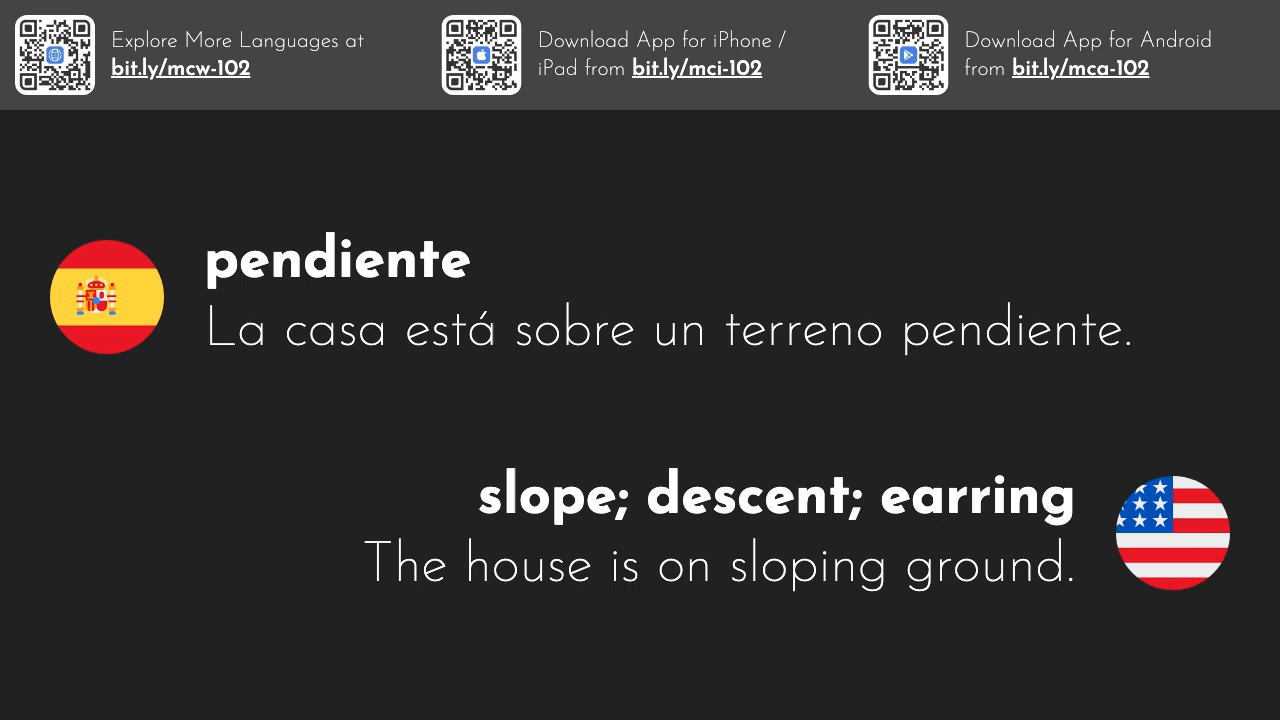 Explore More Languages at
bit.ly/mcw-102
Download App for iPhone /
iPad from bit.ly/mci-102
Download App for Android
from bit.ly/mca-102
pendiente
La casa está sobre un terreno pendiente.
slope; descent; earring
The house is on sloping ground.